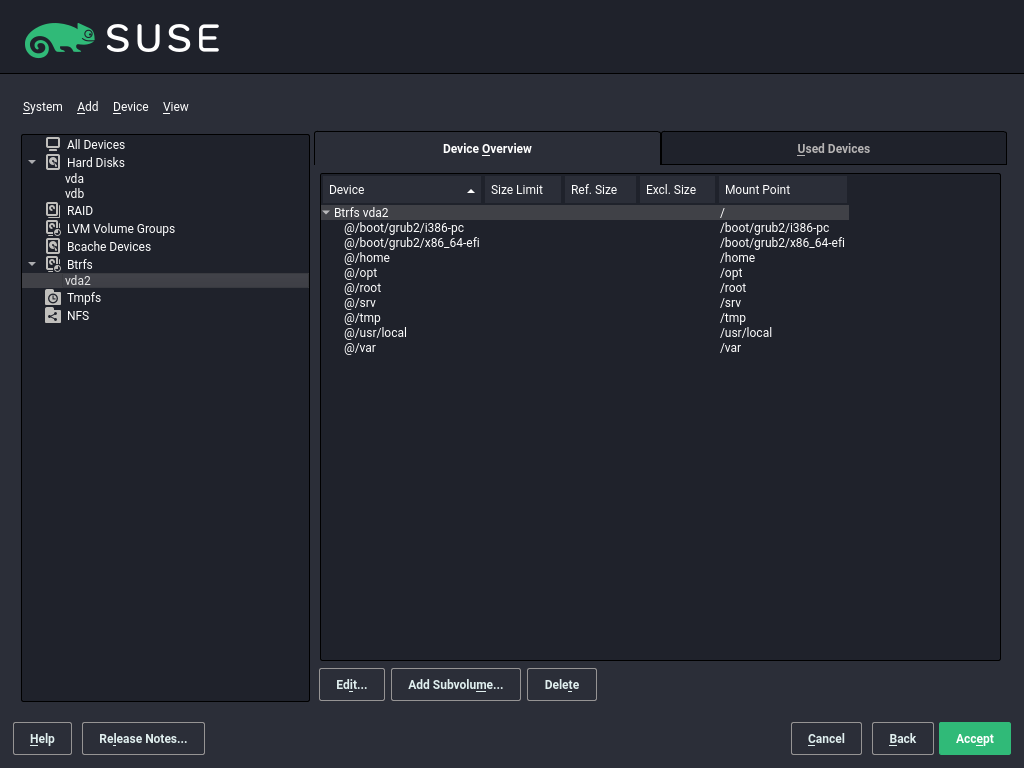 SUSE
System Add Device View
All Devices
Hard Disks
vda
vdb
RAID
LVM Volume Groups
Bcache Devices
Btrfs
vda2
Tmpfs
NFS
Device Overview Used Devices
Device Size Limit Ref. Size Excl. Size Mount Point
Btrfs vda2 /
@/boot/grub2/i386-pc /boot/grub2/i386-pc
@/boot/grub2/x86_64-efi /boot/grub2/x86_64-efi
@/home /home
@/opt /opt
@/root /root
@/srv /srv
@/tmp /tmp
@/usr/local /usr/local
@/var /var
Edit... Add Subvolume... Delete
Help Release Notes... Cancel Back Accept